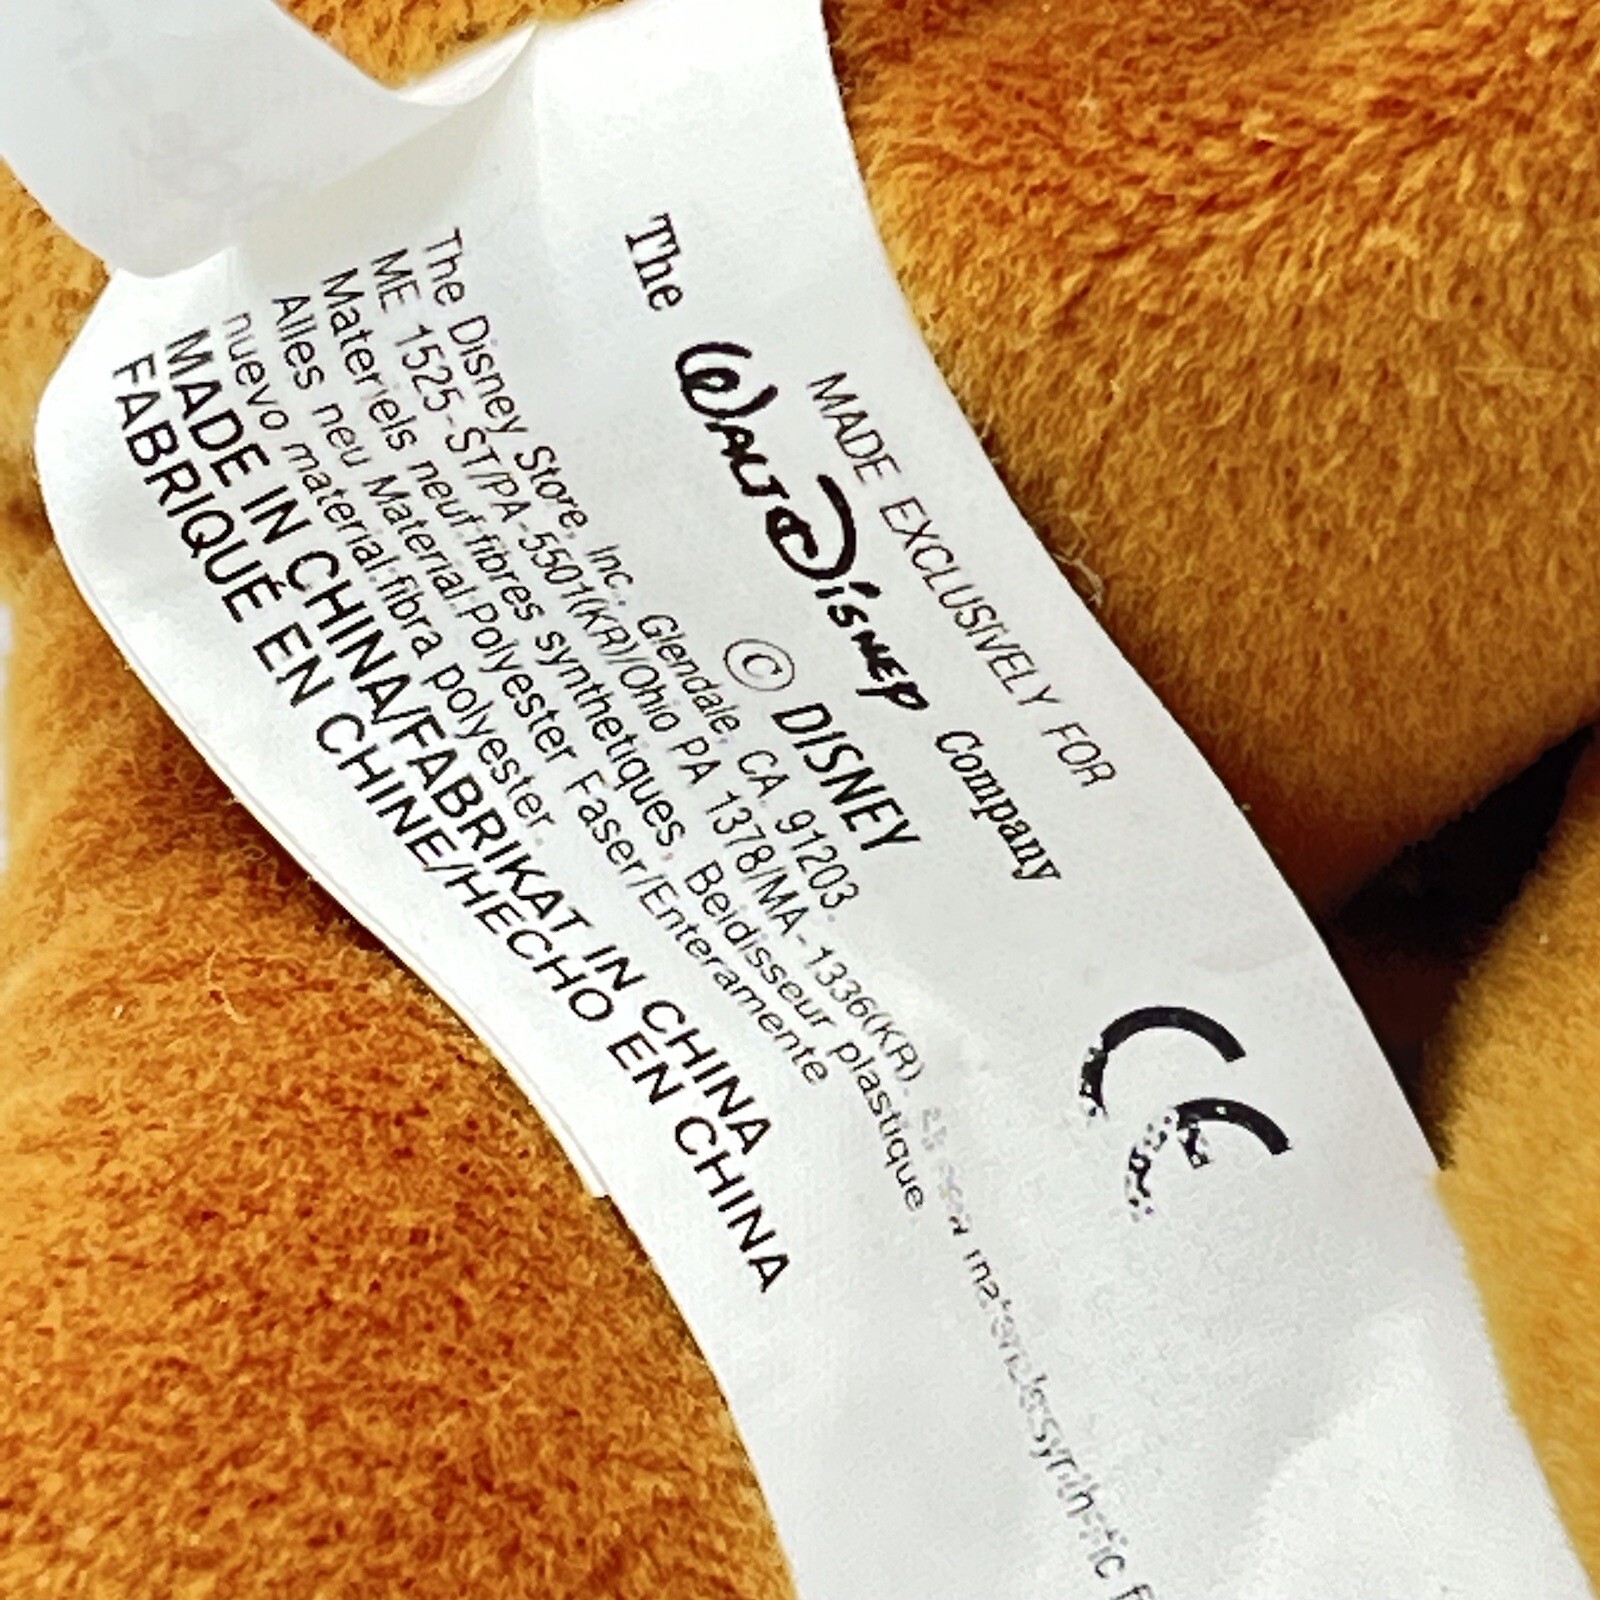 MADE EXCLUSIVELY FOR
The WALT DISNEY Company
© DISNEY
The Disney Store, Inc., Glendale, CA. 91203.
ME 1525-ST/PA-5501(KR)/Ohio PA 1378/MA-1336(KR).
Materiels neuf:fibres synthetiques, Beidisseur plastique
Alles neu Material:Polyester Faser/Enteramente
nuevo material:fibra polyester.
MADE IN CHINA/FABRIKAT IN CHINA
FABRIQUÉ EN CHINE/HECHO EN CHINA
CE